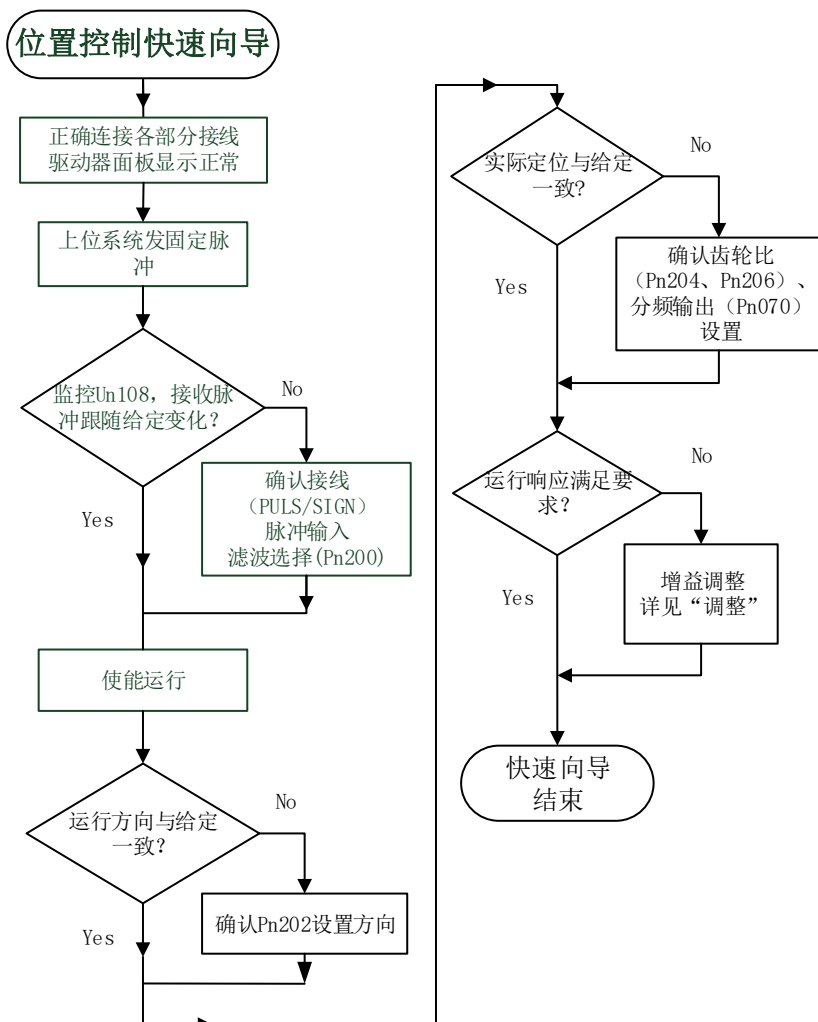 位置控制快速向导
正确连接各部分接线
驱动器面板显示正常
上位系统发固定脉
冲
监控Un108，接收脉
冲跟随给定变化？
No
确认接线
（PULS/SIGN）
脉冲输入
滤波选择(Pn200)
Yes
使能运行
运行方向与给定
一致？
No
确认Pn202设置方向
Yes
实际定位与给定
一致？
No
确认齿轮比
（Pn204、Pn206）、
分频输出（Pn070）
设置
Yes
运行响应满足要
求？
No
增益调整
详见“调整”
Yes
快速向导
结束